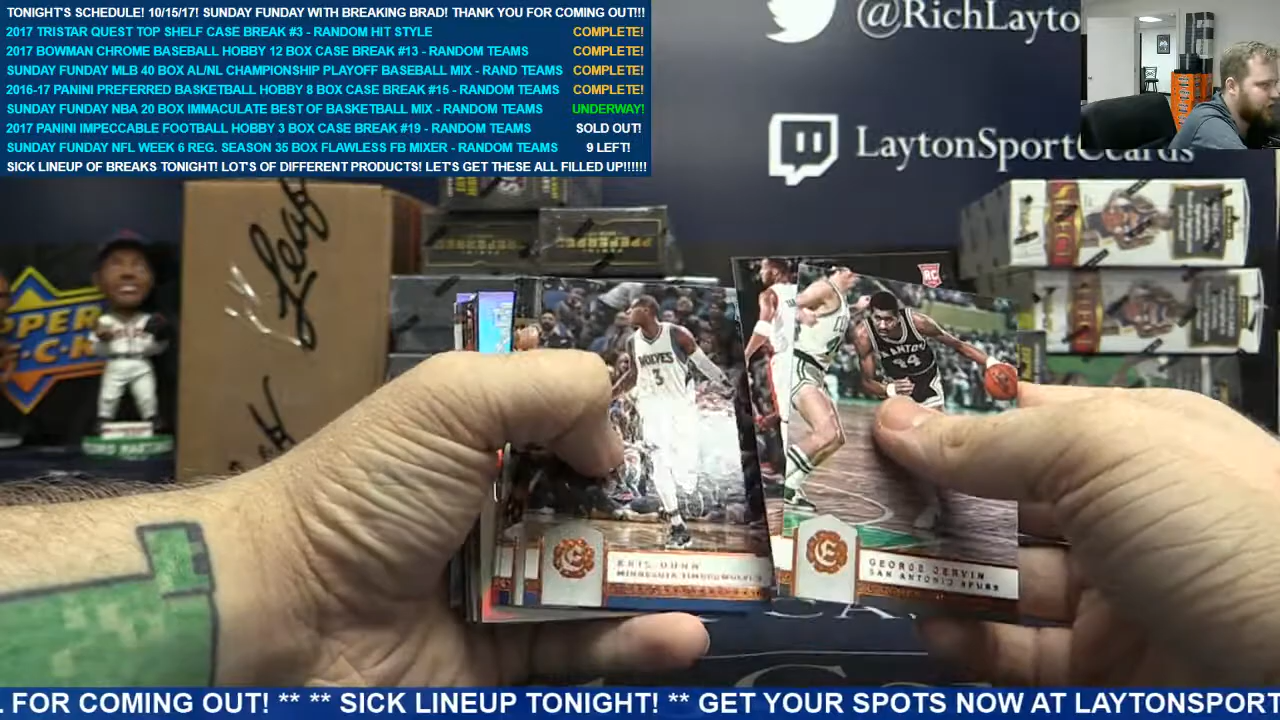 TONIGHT'S SCHEDULE! 10/15/17! SUNDAY FUNDAY WITH BREAKING BRAD! THANK YOU FOR COMING OUT!!!
2017 TRISTAR QUEST TOP SHELF CASE BREAK #3 - RANDOM HIT STYLE COMPLETE!
2017 BOWMAN CHROME BASEBALL HOBBY 12 BOX CASE BREAK #13 - RANDOM TEAMS COMPLETE!
SUNDAY FUNDAY MLB 40 BOX AL/NL CHAMPIONSHIP PLAYOFF BASEBALL MIX - RAND TEAMS COMPLETE!
2016-17 PANINI PREFERRED BASKETBALL HOBBY 8 BOX CASE BREAK #15 - RANDOM TEAMS COMPLETE!
SUNDAY FUNDAY NBA 20 BOX IMMACULATE BEST OF BASKETBALL MIX - RANDOM TEAMS UNDERWAY!
2017 PANINI IMPECCABLE FOOTBALL HOBBY 3 BOX CASE BREAK #19 - RANDOM TEAMS SOLD OUT!
SUNDAY FUNDAY NFL WEEK 6 REG. SEASON 35 BOX FLAWLESS FB MIXER - RANDOM TEAMS 9 LEFT!
SICK LINEUP OF BREAKS TONIGHT! LOT'S OF DIFFERENT PRODUCTS! LET'S GET THESE ALL FILLED UP!!!!!!
@RichLayto
LaytonSportCcards
Leaf
PREFERRED
RC
WOLVES
3
44
KRIS DUNN
MINNESOTA TIMBERWOLVES
GEORGE GERVIN
SAN ANTONIO SPURS
L FOR COMING OUT! ** ** SICK LINEUP TONIGHT! ** GET YOUR SPOTS NOW AT LAYTONSPORT